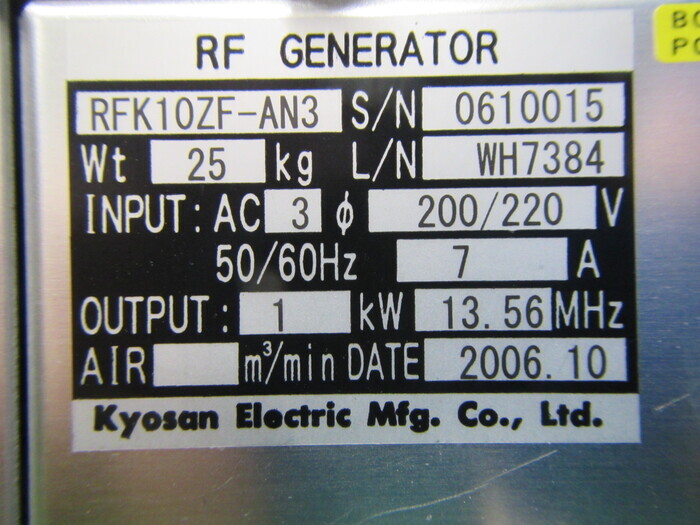 RF GENERATOR
RFK10ZF-AN3 S/N 0610015
Wt 25 kg L/N WH7384
INPUT: AC 3 ϕ 200/220 V
50/60Hz 7 A
OUTPUT: 1 kW 13.56 MHz
AIR m³/min DATE 2006.10
Kyosan Electric Mfg. Co., Ltd.